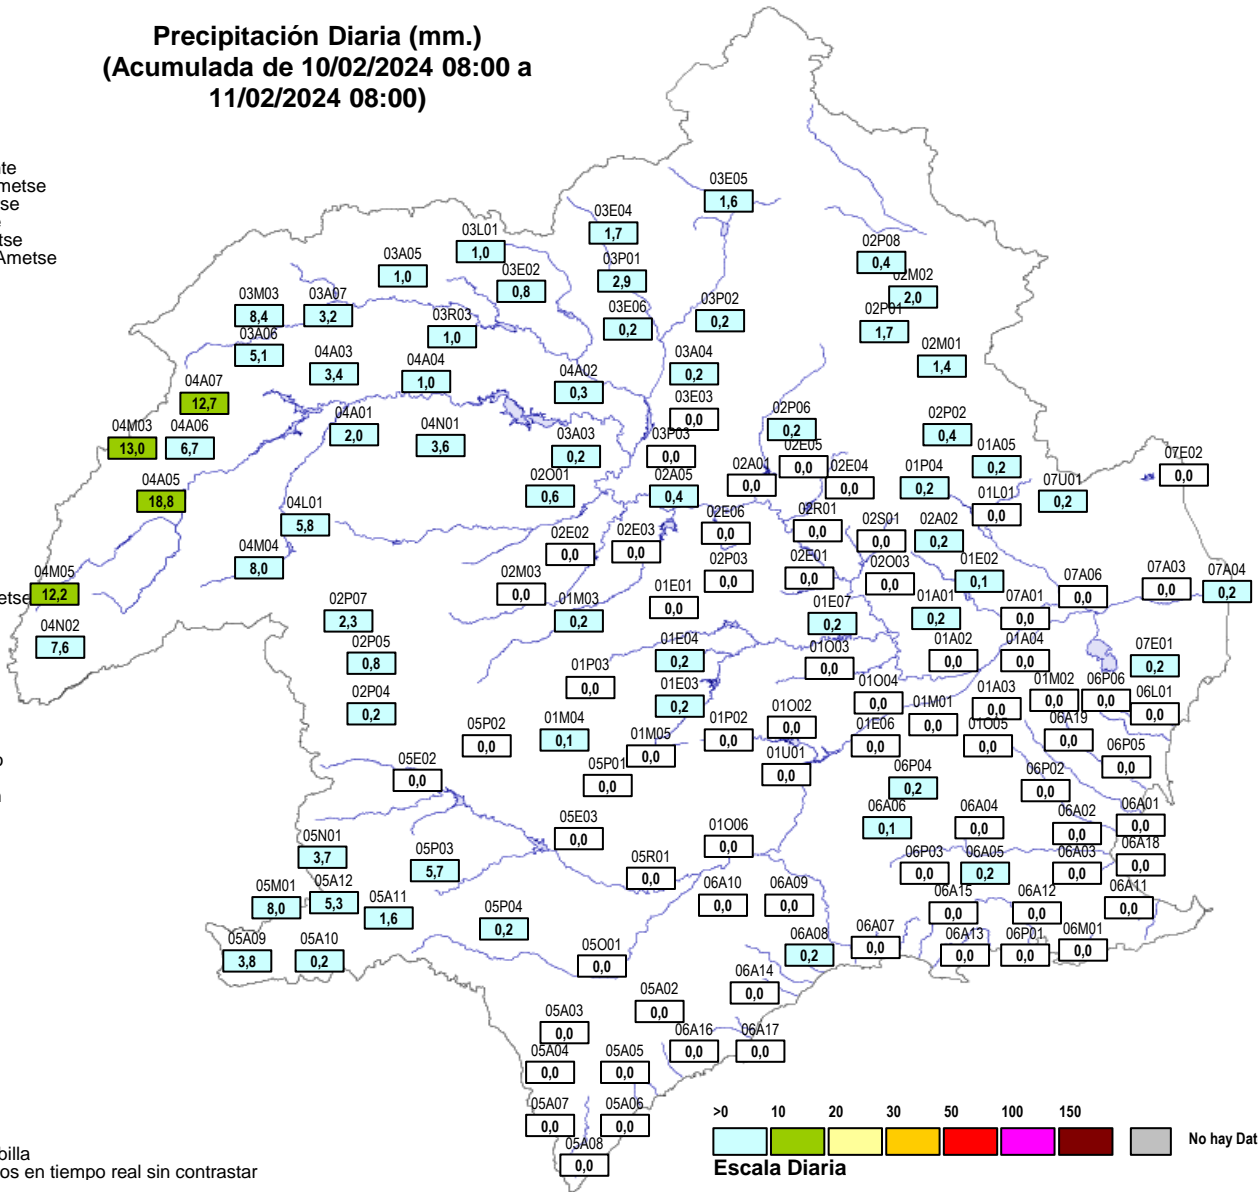 Precipitación Diaria (mm.)
(Acumulada de 10/02/2024 08:00 a
11/02/2024 08:00)
nte
metse
tse
e
tse
Ametse
03E05
1,6
03E04
1,7
03L01
1,0
03A05
1,0
03P01
2,9
03E02
0,8
02P08
0,4
02M02
2,0
03M03
8,4
03A07
3,2
03R03
1,0
03E06
0,2
03P02
0,2
02P01
1,7
03A06
5,1
04A03
3,4
04A04
1,0
04A02
0,3
03A04
0,2
02M01
1,4
04A07
12,7
03E03
0,0
04M03
13,0
04A06
6,7
04A01
2,0
04N01
3,6
03A03
0,2
03P03
0,0
02P06
0,2
02P02
0,4
02E05
0,0
01A05
0,2
07E02
0,0
04A05
18,8
02O01
0,6
02A05
0,4
02A01
0,0
02E04
0,0
01P04
0,2
07U01
0,2
01L01
0,0
04L01
5,8
02E06
0,0
02R01
0,0
02S01
0,0
02A02
0,2
04M04
8,0
02E02
0,0
02E03
0,0
02P03
0,0
02E01
0,0
02O03
0,0
01E02
0,1
04M05
12,2
etse
02M03
0,0
01E01
0,0
07A06
0,0
07A03
0,0
07A04
0,2
02P07
2,3
01M03
0,2
01E07
0,2
01A01
0,2
07A01
0,0
04N02
7,6
02P05
0,8
01E04
0,2
01O03
0,0
01A02
0,0
01A04
0,0
07E01
0,2
01P03
0,0
01E03
0,2
01O04
0,0
01M02
0,0
06P06
0,0
02P04
0,2
01A03
0,0
06L01
0,0
05P02
0,0
01M04
0,1
01M05
0,0
01P02
0,0
01O02
0,0
01E06
0,0
01M01
0,0
01O05
0,0
06A19
0,0
o
05E02
0,0
05P01
0,0
01U01
0,0
06P04
0,2
06P02
0,0
06P05
0,0
05E03
0,0
01O06
0,0
06A06
0,1
06A04
0,0
06A02
0,0
06A01
0,0
05N01
3,7
05P03
5,7
05R01
0,0
06P03
0,0
06A05
0,2
06A03
0,0
06A18
0,0
05M01
8,0
05A12
5,3
05A11
1,6
06A10
0,0
06A09
0,0
06A15
0,0
06A12
0,0
06A11
0,0
05P04
0,2
05A09
3,8
05A10
0,2
05O01
0,0
06A08
0,2
06A07
0,0
06A13
0,0
06P01
0,0
06M01
0,0
05A02
0,0
06A14
0,0
05A03
0,0
06A16
0,0
06A17
0,0
05A04
0,0
05A05
0,0
05A07
0,0
05A06
0,0
05A08
0,0
>0 10 20 30 50 100 150
No hay Dat
Escala Diaria
billa
os en tiempo real sin contrastar